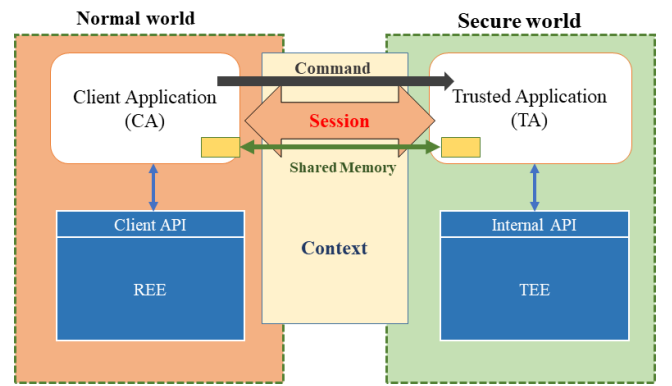 Normal world
Secure world
Command
Client Application
(CA)
Session
Trusted Application
(TA)
Shared Memory
Client API
REE
Context
Internal API
TEE